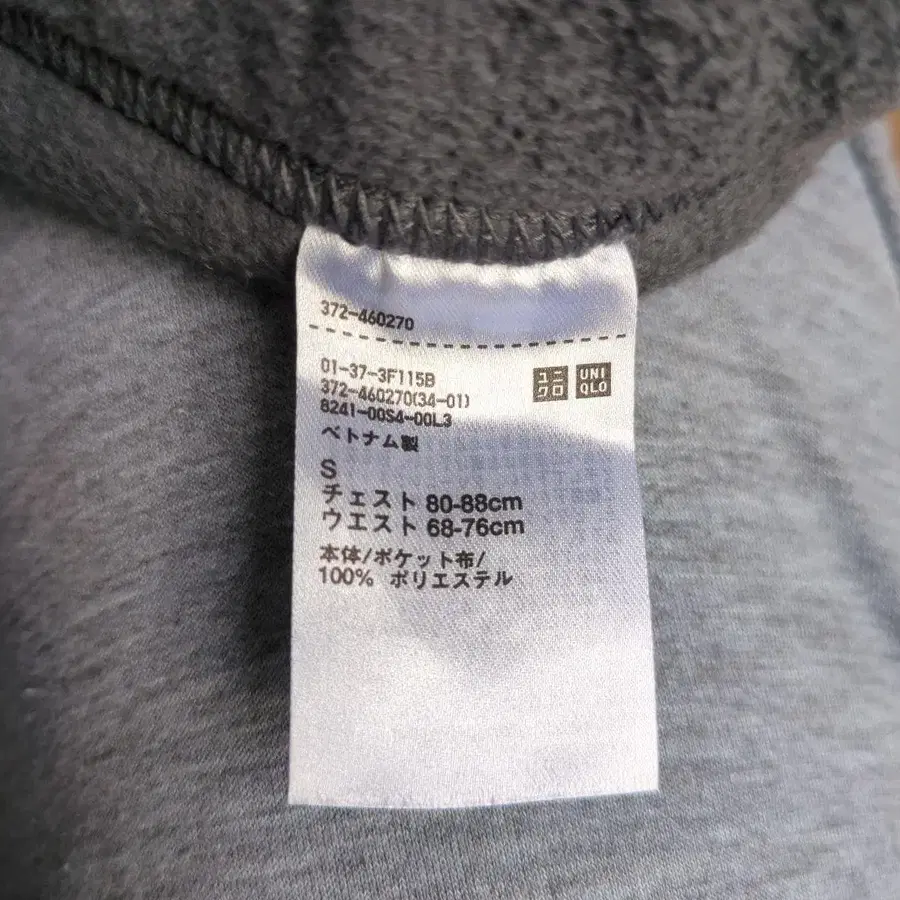 372-460270
01-37-3F115B
372-460270(34-01)
8241-00S4-00L3
ユニ
クロ
UNI
QLO
ベトナム製
S
チェスト 80-88cm
ウエスト 68-76cm
本体/ポケット布/
100% ポリエステル